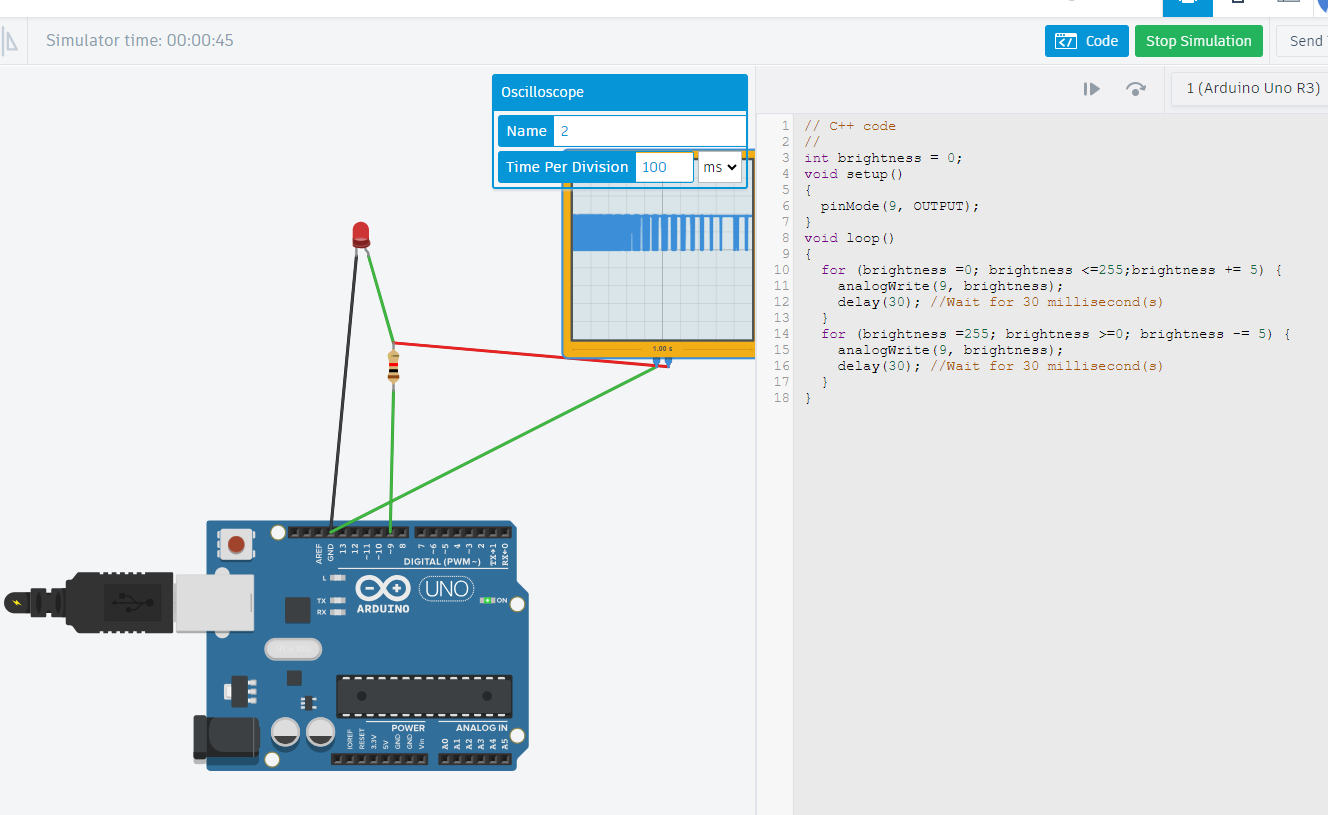 Simulator time: 00:00:45
Code
Stop Simulation
Send
Oscilloscope
Name 2
Time Per Division 100 ms
1.00 s
1 (Arduino Uno R3)
1 // C++ code
2 //
3 int brightness = 0;
4 void setup()
5 {
6 pinMode(9, OUTPUT);
7 }
8 void loop()
9 {
10 for (brightness =0; brightness <=255;brightness += 5) {
11 analogWrite(9, brightness);
12 delay(30); //Wait for 30 millisecond(s)
13 }
14 for (brightness =255; brightness >=0; brightness -= 5) {
15 analogWrite(9, brightness);
16 delay(30); //Wait for 30 millisecond(s)
17 }
18 }
AREF GND 13 12 ~11 ~10 ~9 8 7 ~6 ~5 4 ~3 2 TX→1 RX←0
DIGITAL (PWM~)
L
TX
RX
ARDUINO
UNO
ON
POWER
ANALOG IN
IOREF RESET 3.3V 5V GND GND Vin A0 A1 A2 A3 A4 A5